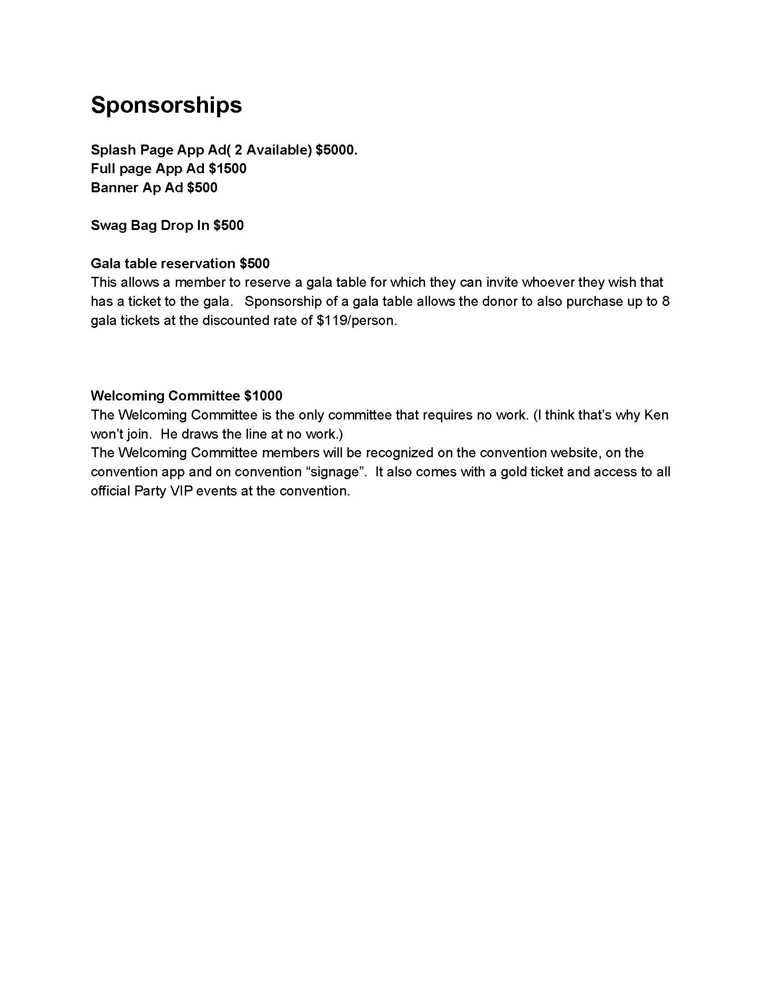 Sponsorships
Splash Page App Ad( 2 Available) $5000.
Full page App Ad $1500
Banner Ap Ad $500
Swag Bag Drop In $500
Gala table reservation $500
This allows a member to reserve a gala table for which they can invite whoever they wish that
has a ticket to the gala.   Sponsorship of a gala table allows the donor to also purchase up to 8
gala tickets at the discounted rate of $119/person.
Welcoming Committee $1000
The Welcoming Committee is the only committee that requires no work. (I think that’s why Ken
won’t join.  He draws the line at no work.)
The Welcoming Committee members will be recognized on the convention website, on the
convention app and on convention “signage”.  It also comes with a gold ticket and access to all
official Party VIP events at the convention.